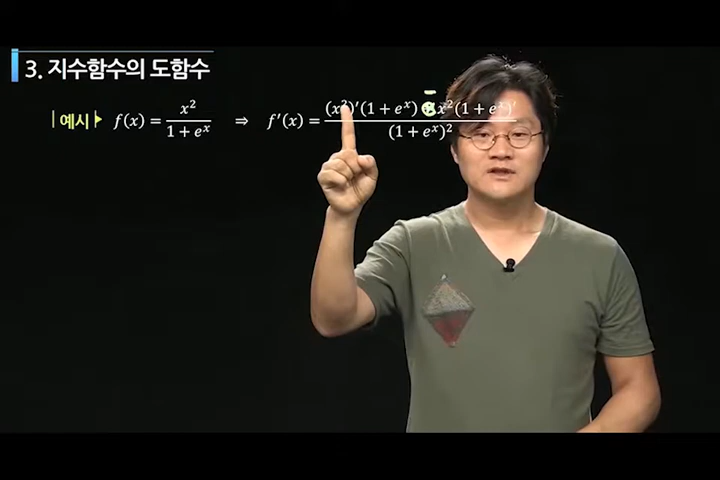 3. 지수함수의 도함수
| 예시 ▶ f(x) = x² / (1 + eˣ) ⇒ f′(x) = ((x²)′(1 + eˣ) − x²(1 + eˣ)′) / (1 + eˣ)²